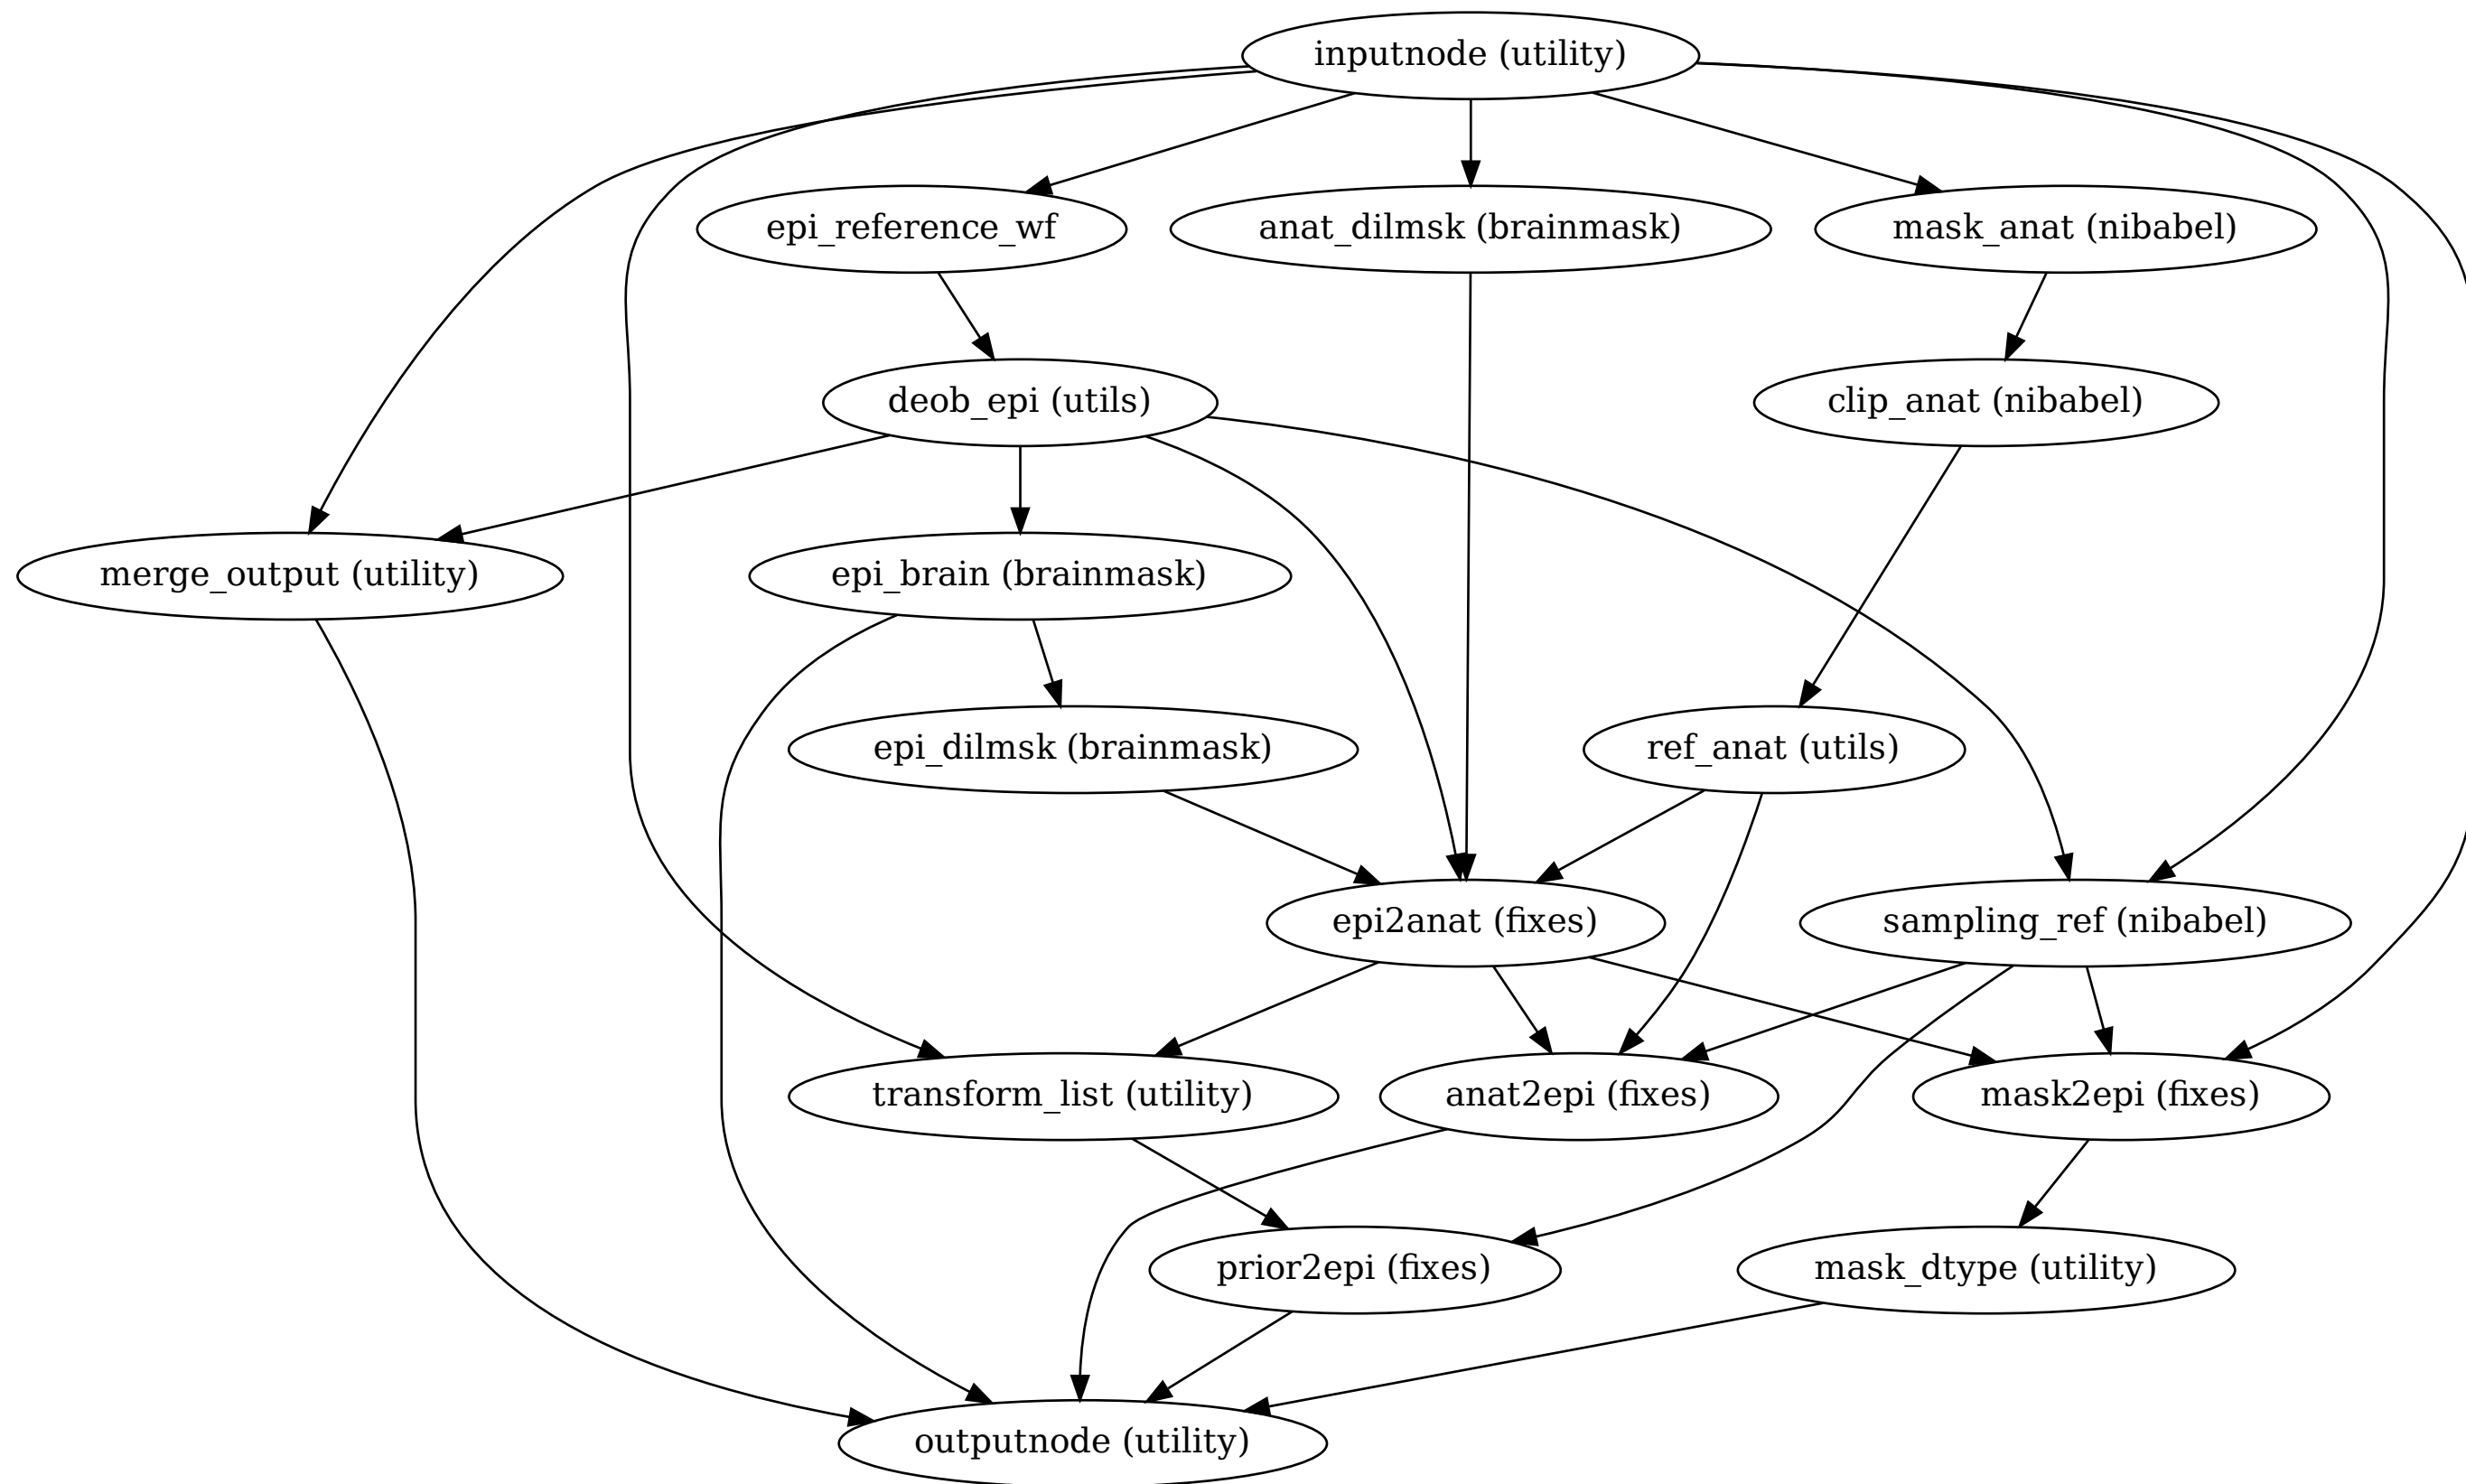 inputnode (utility)
epi_reference_wf
anat_dilmsk (brainmask)
mask_anat (nibabel)
deob_epi (utils)
clip_anat (nibabel)
merge_output (utility)
epi_brain (brainmask)
epi_dilmsk (brainmask)
ref_anat (utils)
epi2anat (fixes)
sampling_ref (nibabel)
transform_list (utility)
anat2epi (fixes)
mask2epi (fixes)
prior2epi (fixes)
mask_dtype (utility)
outputnode (utility)